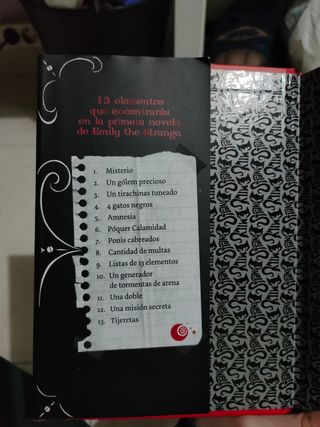 13 elementos
que encontrarás
en la primera novela
de Emily the Strange
1. Misterio
2. Un gólem precioso
3. Un tirachinas tuneado
4. 4 gatos negros
5. Amnesia
6. Póquer Calamidad
7. Ponis cabreados
8. Cantidad de multas
9. Listas de 13 elementos
10. Un generador
de tormentas de arena
11. Una doble
12. Una misión secreta
13. Tijeretas